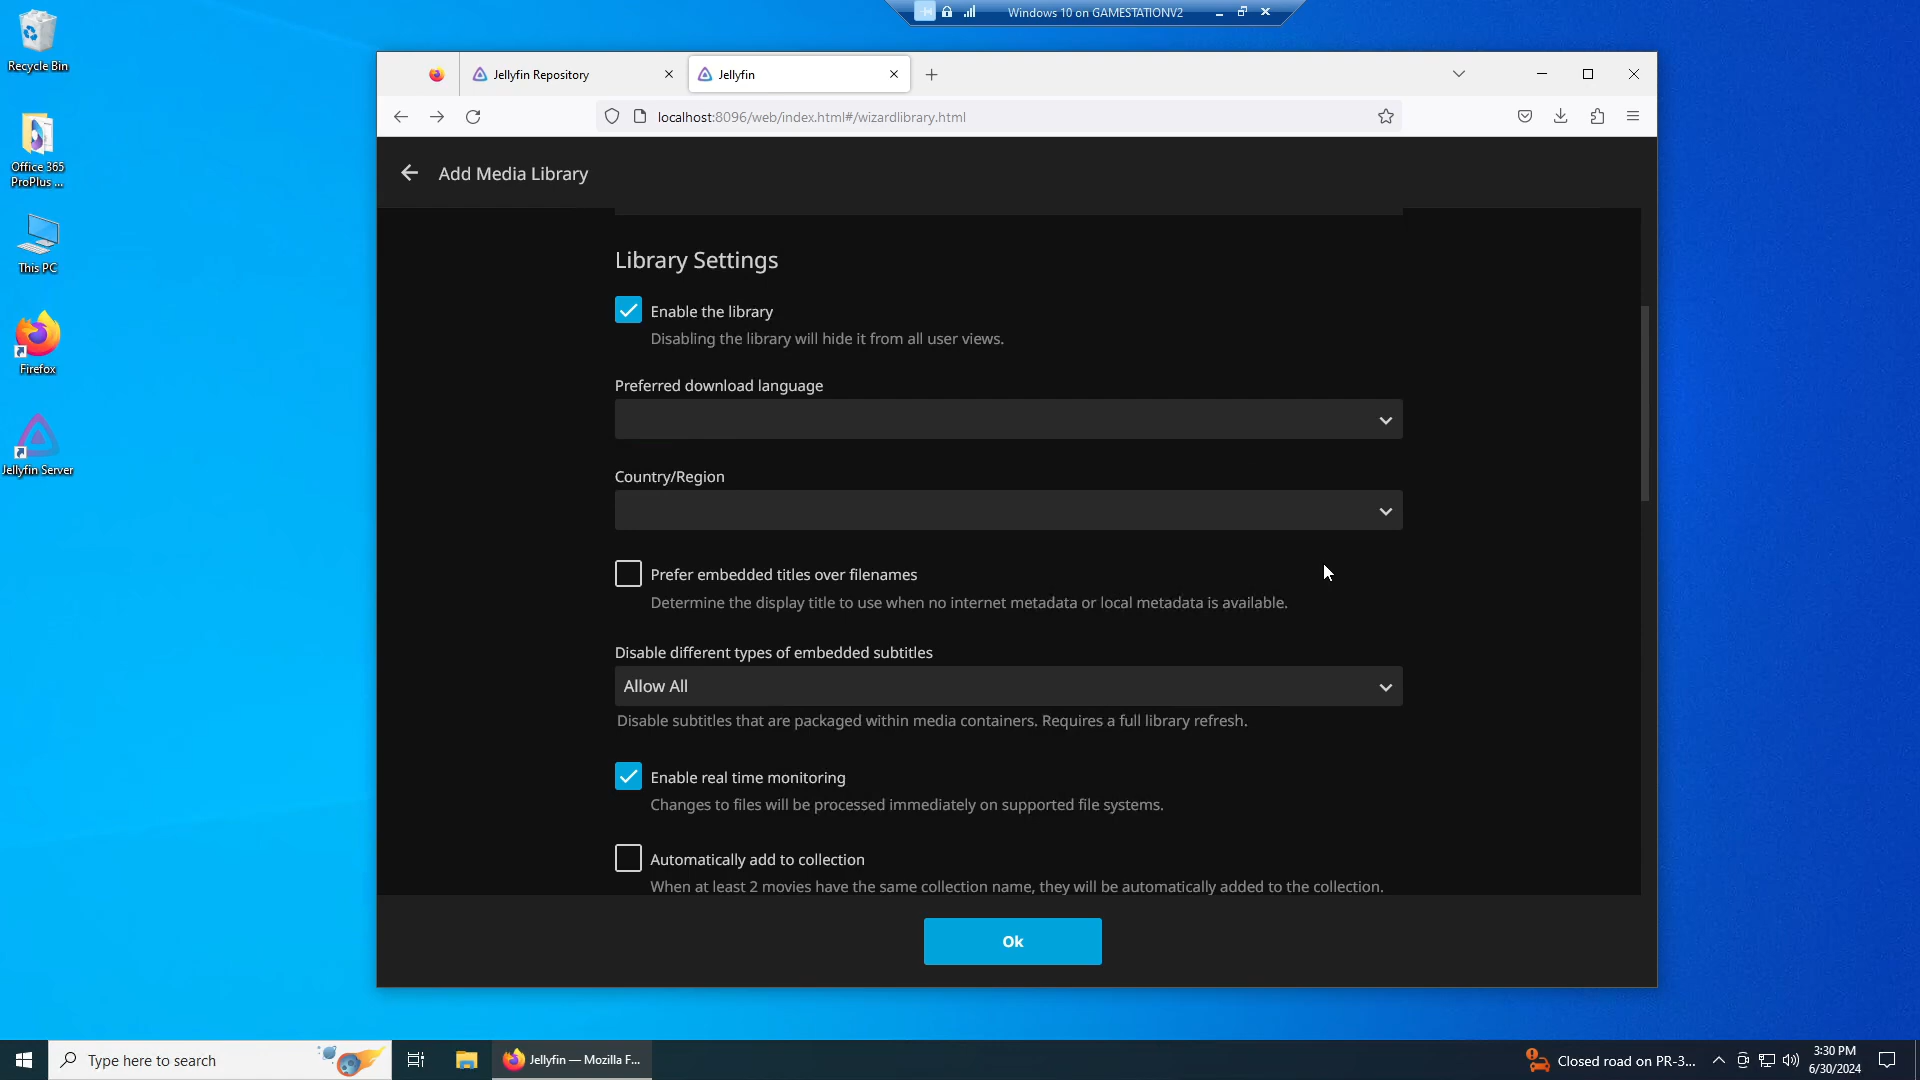 Windows 10 on GAMESTATIONV2
Recycle Bin
Office 365
ProPlus ...
This PC
Firefox
Jellyfin Server
Jellyfin Repository
Jellyfin
localhost:8096/web/index.html#/wizardlibrary.html
Add Media Library
Library Settings
Enable the library
Disabling the library will hide it from all user views.
Preferred download language
Country/Region
Prefer embedded titles over filenames
Determine the display title to use when no internet metadata or local metadata is available.
Disable different types of embedded subtitles
Allow All
Disable subtitles that are packaged within media containers. Requires a full library refresh.
Enable real time monitoring
Changes to files will be processed immediately on supported file systems.
Automatically add to collection
When at least 2 movies have the same collection name, they will be automatically added to the collection.
Ok
Type here to search
Jellyfin — Mozilla F...
Closed road on PR-3...
3:30 PM
6/30/2024